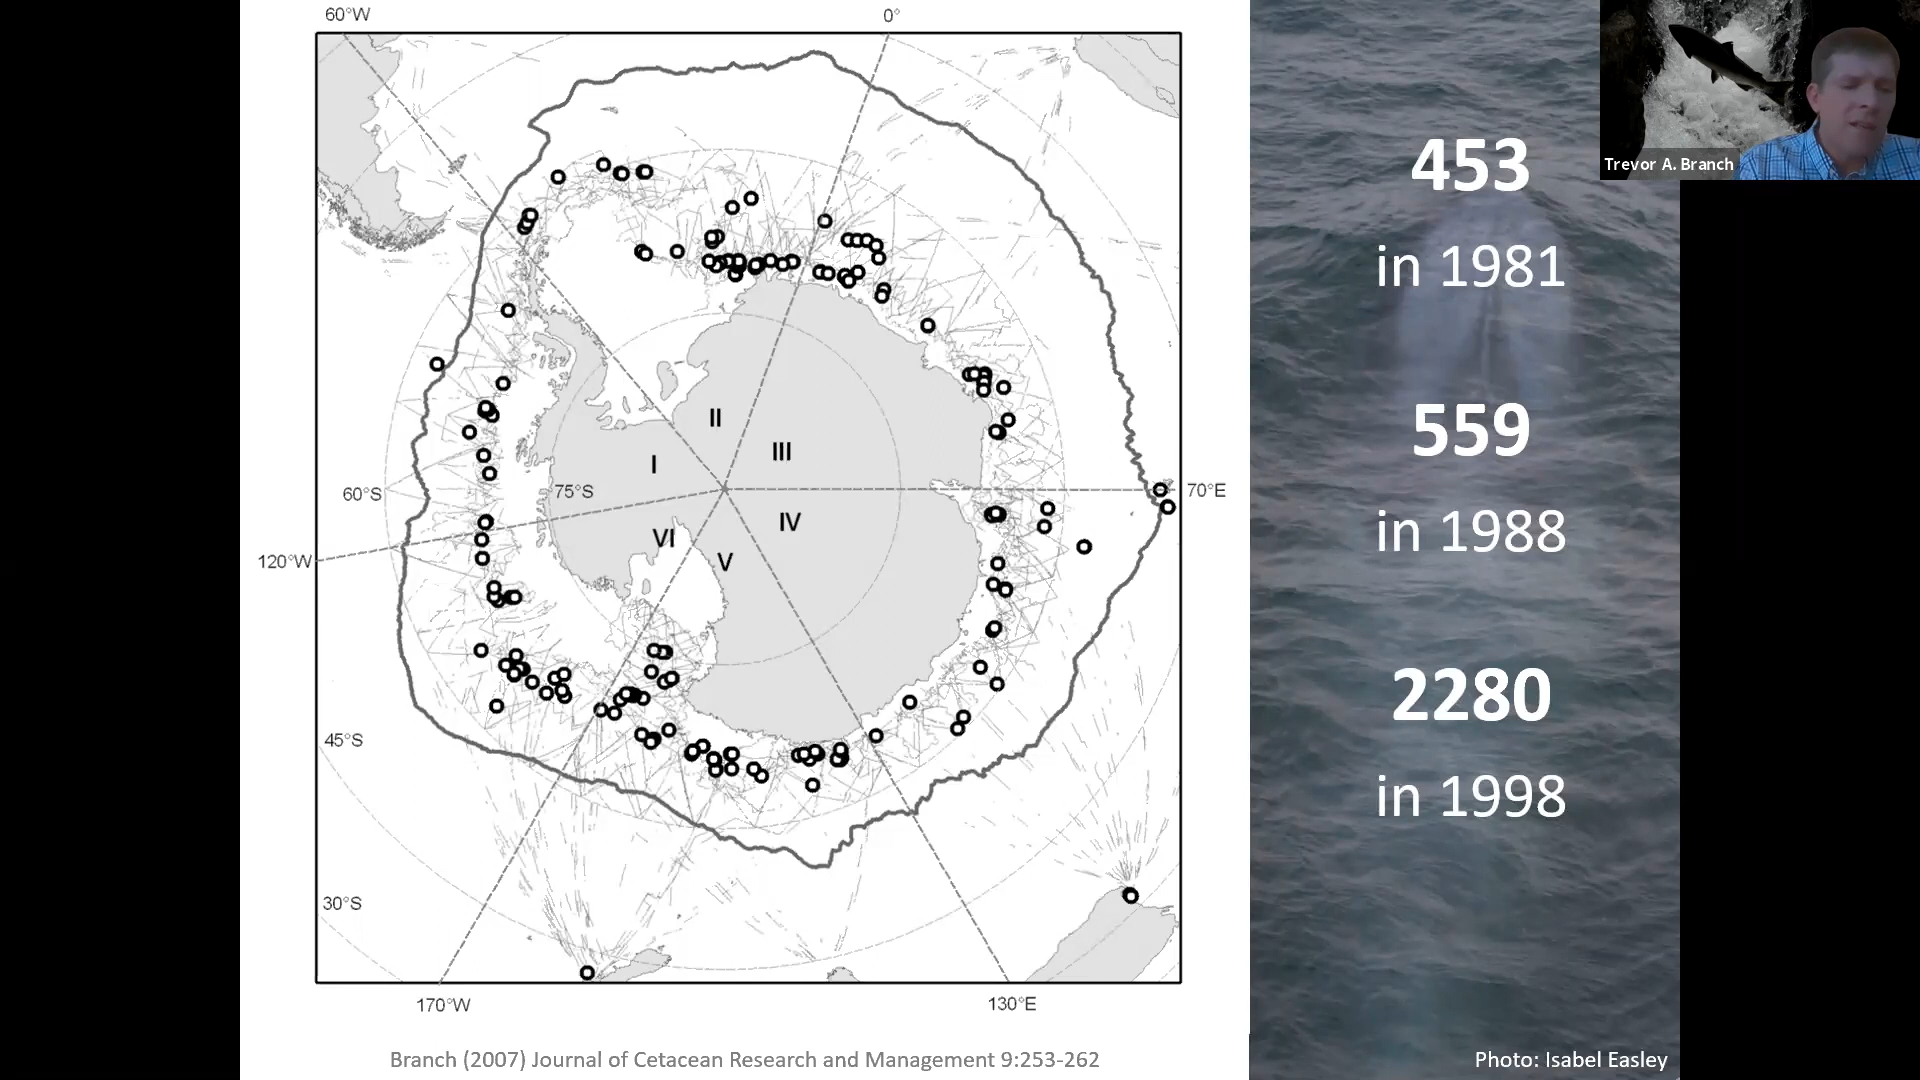 60°W
0°
Trevor A. Branch
453
in 1981
II
III
559
I
60°S
75°S
70°E
IV
in 1988
VI
V
120°W
2280
45°S
in 1998
30°S
170°W
130°E
Branch (2007) Journal of Cetacean Research and Management 9:253-262
Photo: Isabel Easley